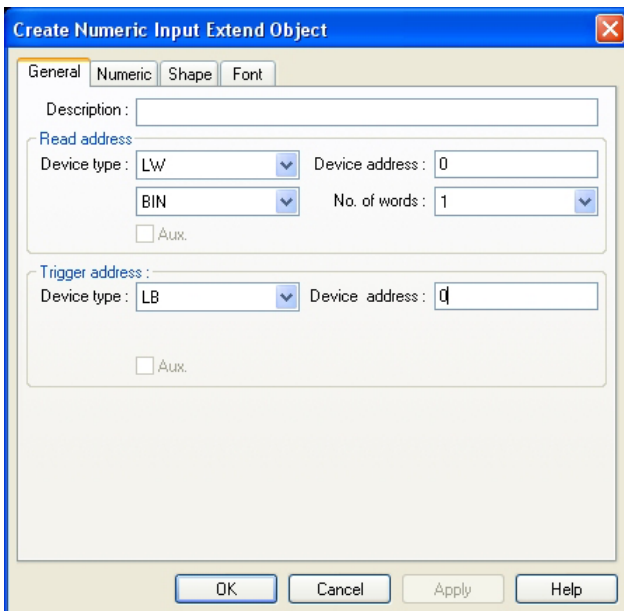 Create Numeric Input Extend Object
General Numeric Shape Font
Description :
Read address
Device type : LW Device address : 0
BIN No. of words : 1
Aux.
Trigger address :
Device type : LB Device address : 0
Aux.
OK Cancel Apply Help